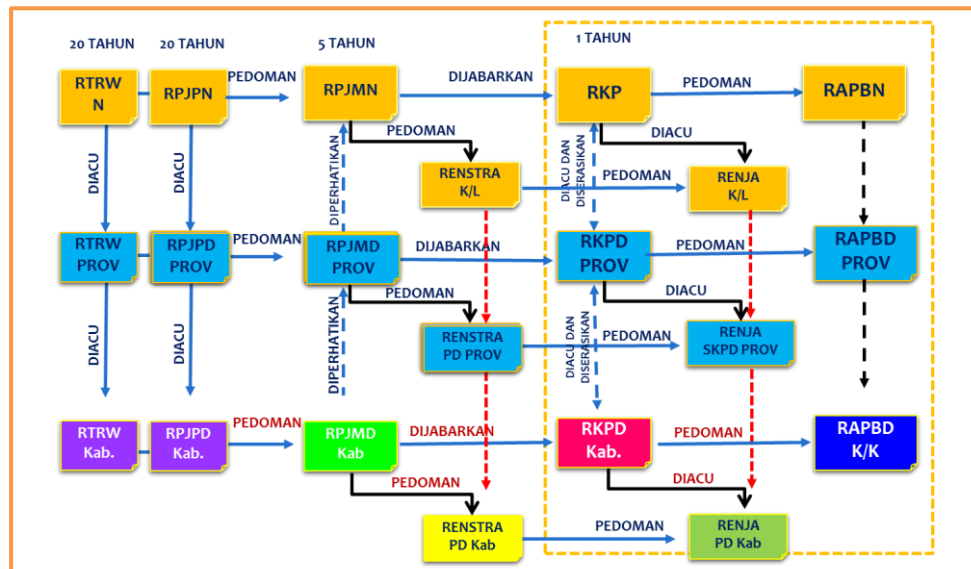 20 TAHUN
20 TAHUN
5 TAHUN
1 TAHUN
RTRW
N
RPJPN
PEDOMAN
RPJMN
DIJABARKAN
RKP
PEDOMAN
RAPBN
PEDOMAN
DIACU
DIACU
DIACU
DIPERHATIKAN
RENSTRA
K/L
PEDOMAN
DIACU DAN
DISERASIKAN
RENJA
K/L
RTRW
PROV
RPJPD
PROV
PEDOMAN
RPJMD
PROV
DIJABARKAN
RKPD
PROV
PEDOMAN
RAPBD
PROV
PEDOMAN
DIACU
DIACU
DIACU
DIPERHATIKAN
RENSTRA
PD PROV
PEDOMAN
DIACU DAN
DISERASIKAN
RENJA
SKPD PROV
RTRW
Kab.
RPJPD
Kab.
PEDOMAN
RPJMD
Kab
DIJABARKAN
RKPD
Kab.
PEDOMAN
RAPBD
K/K
PEDOMAN
DIACU
RENSTRA
PD Kab
PEDOMAN
RENJA
PD Kab